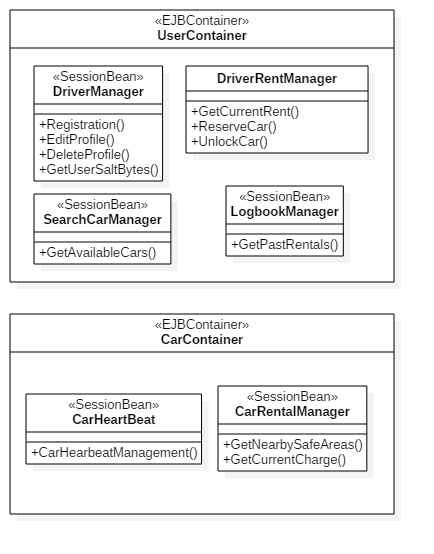 «EJBContainer»
UserContainer
«SessionBean»
DriverManager
+Registration()
+EditProfile()
+DeleteProfile()
+GetUserSaltBytes()
DriverRentManager
+GetCurrentRent()
+ReserveCar()
+UnlockCar()
«SessionBean»
SearchCarManager
+GetAvailableCars()
«SessionBean»
LogbookManager
+GetPastRentals()
«EJBContainer»
CarContainer
«SessionBean»
CarHeartBeat
+CarHearbeatManagement()
«SessionBean»
CarRentalManager
+GetNearbySafeAreas()
+GetCurrentCharge()